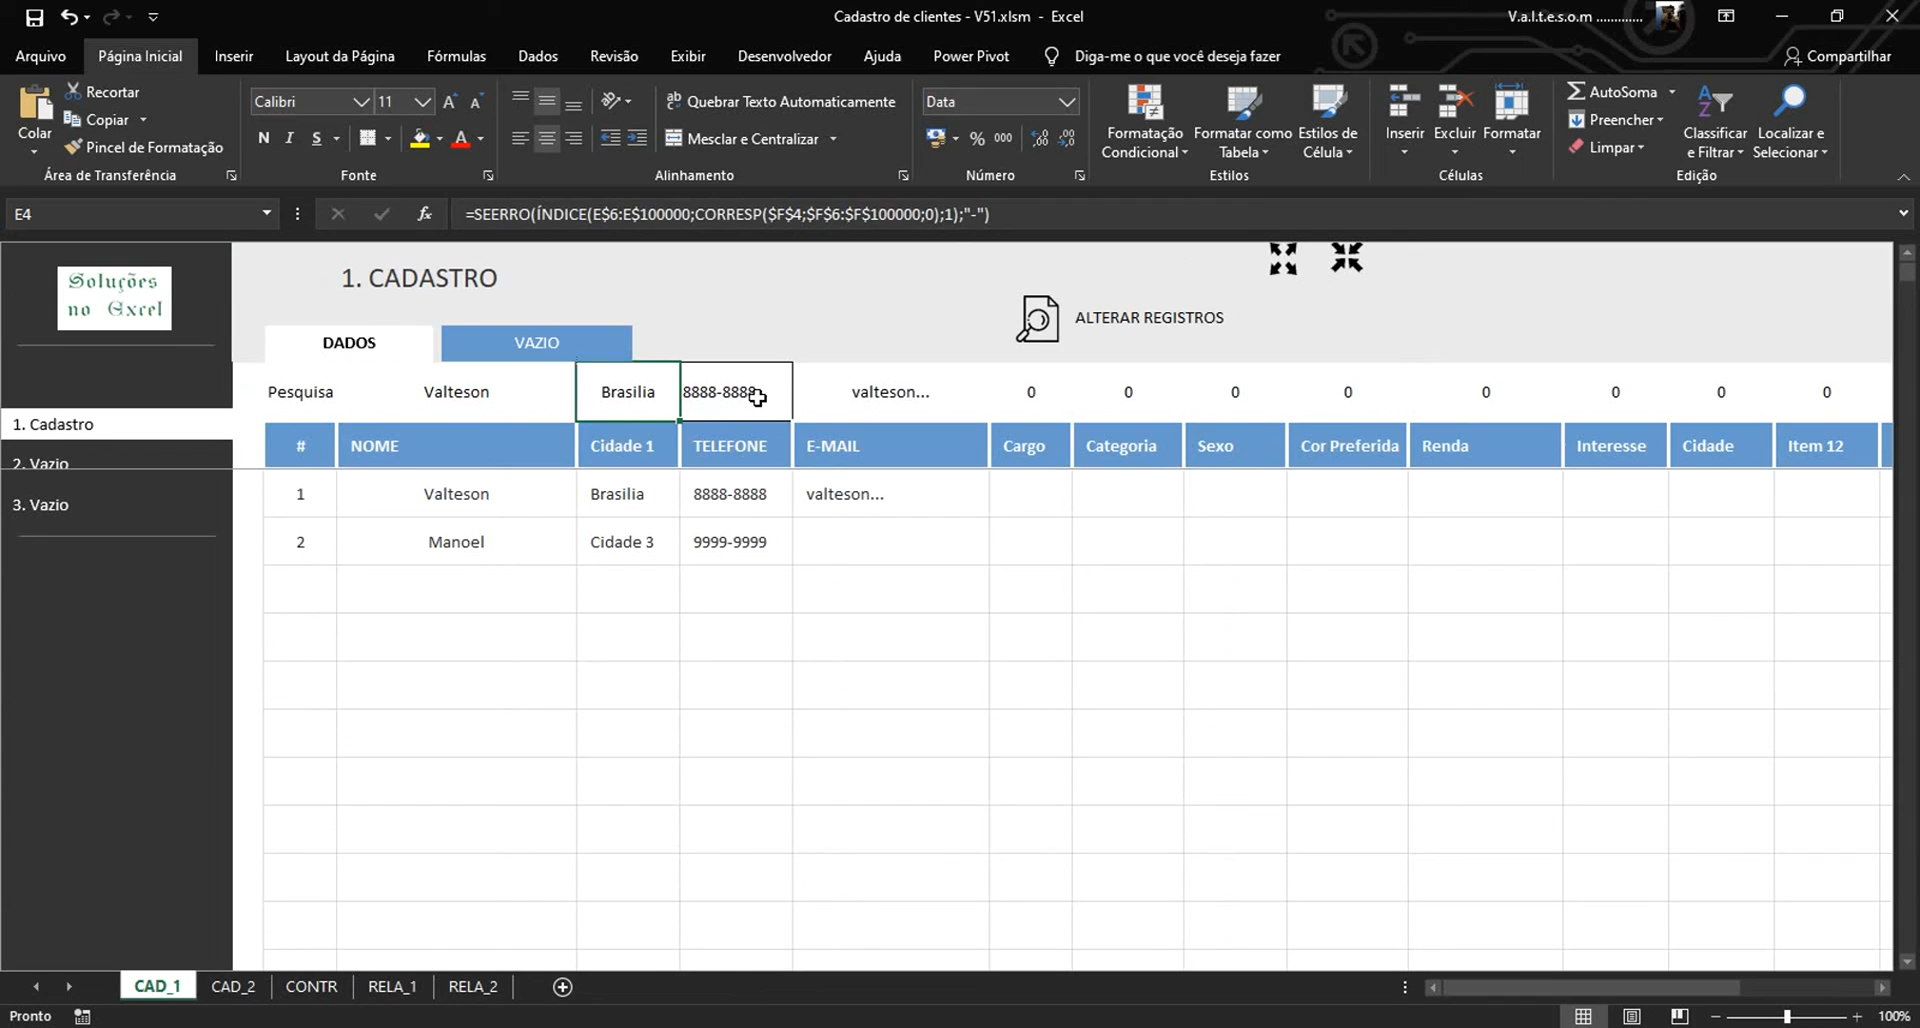 Cadastro de clientes - V51.xlsm - Excel
V.a.l.t.e.s.o.m .............
Arquivo
Página Inicial
Inserir
Layout da Página
Fórmulas
Dados
Revisão
Exibir
Desenvolvedor
Ajuda
Power Pivot
Diga-me o que você deseja fazer
Compartilhar
Colar
Recortar
Copiar
Pincel de Formatação
Área de Transferência
Calibri
11
N I S
Fonte
Quebrar Texto Automaticamente
Mesclar e Centralizar
Alinhamento
Data
% 000
Número
Formatação Condicional
Formatar como Tabela
Estilos de Célula
Estilos
Inserir
Excluir
Formatar
Células
AutoSoma
Preencher
Limpar
Classificar e Filtrar
Localizar e Selecionar
Edição
E4
fx
=SEERRO(ÍNDICE(E$6:E$100000;CORRESP($F$4;$F$6:$F$100000;0);1);"-")
Soluções
no Excel
1. CADASTRO
ALTERAR REGISTROS
DADOS
VAZIO
1. Cadastro
2. Vazio
3. Vazio
Pesquisa Valteson Brasilia 8888-8888 valteson... 0 0 0 0 0 0 0 0
# NOME Cidade 1 TELEFONE E-MAIL Cargo Categoria Sexo Cor Preferida Renda Interesse Cidade Item 12
1 Valteson Brasilia 8888-8888 valteson...
2 Manoel Cidade 3 9999-9999
CAD_1 CAD_2 CONTR RELA_1 RELA_2
Pronto
100%